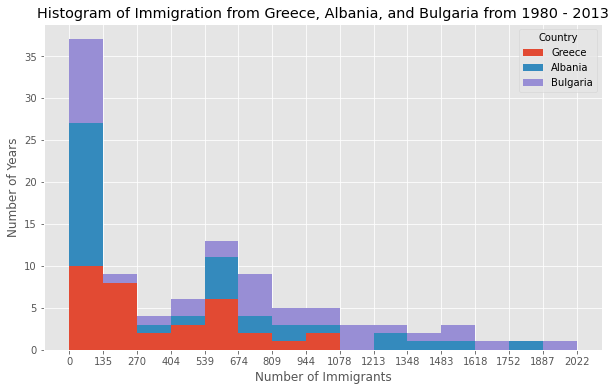 Histogram of Immigration from Greece, Albania, and Bulgaria from 1980 - 2013
Country
Greece
Albania
Bulgaria
35
30
25
20
15
10
5
0
Number of Years
0 135 270 404 539 674 809 944 1078 1213 1348 1483 1618 1752 1887 2022
Number of Immigrants